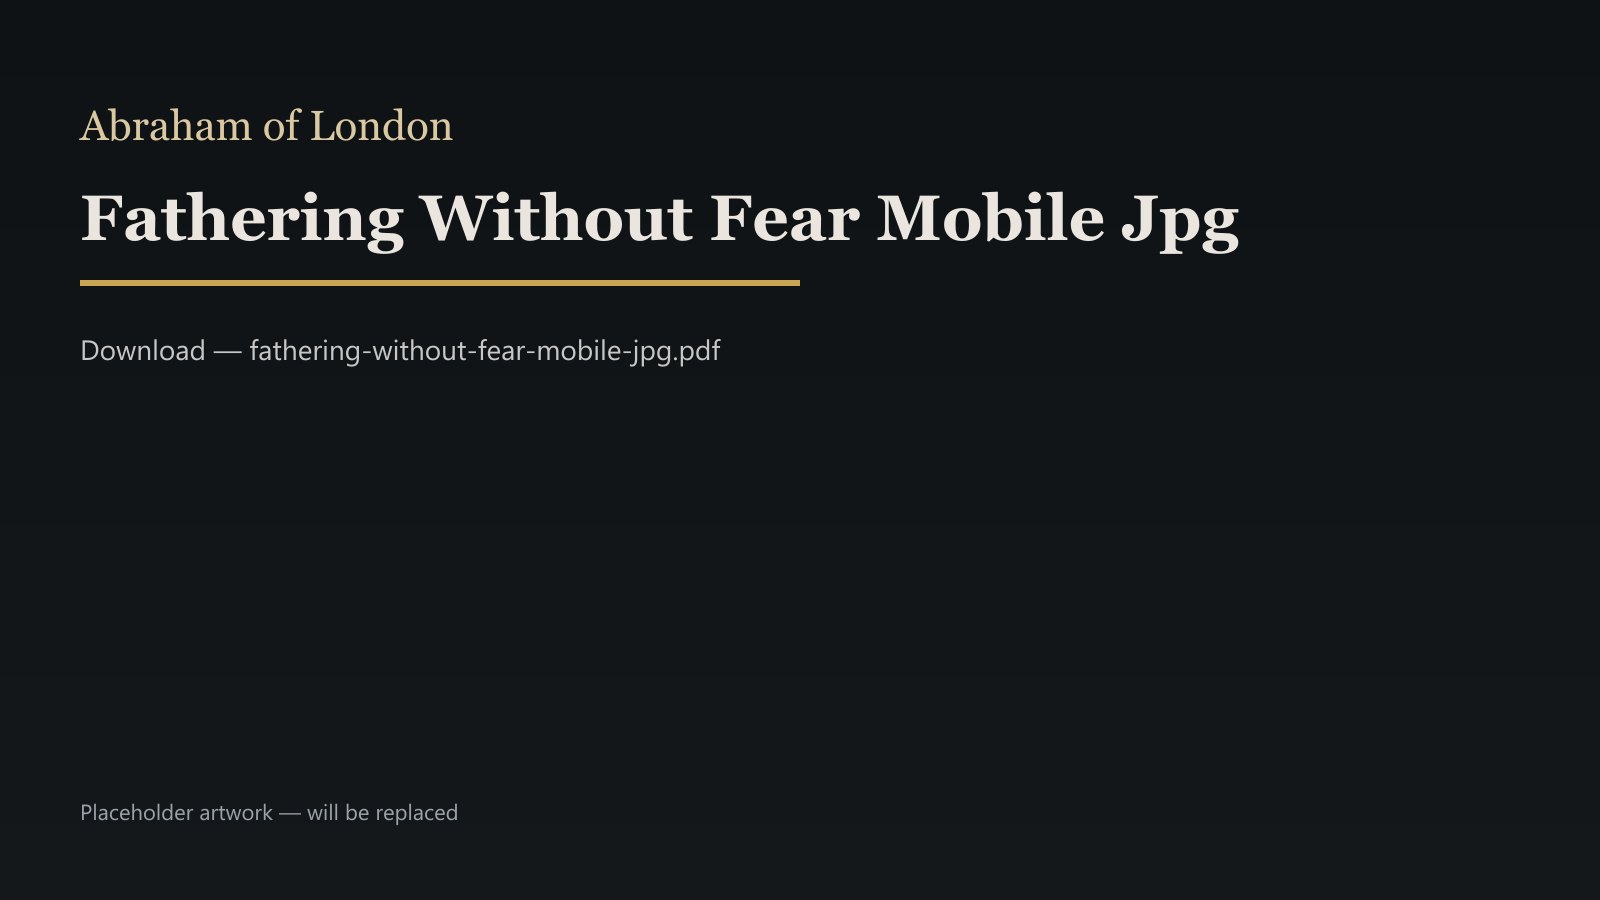 Abraham of London
Fathering Without Fear Mobile Jpg
Download — fathering-without-fear-mobile-jpg.pdf
Placeholder artwork — will be replaced